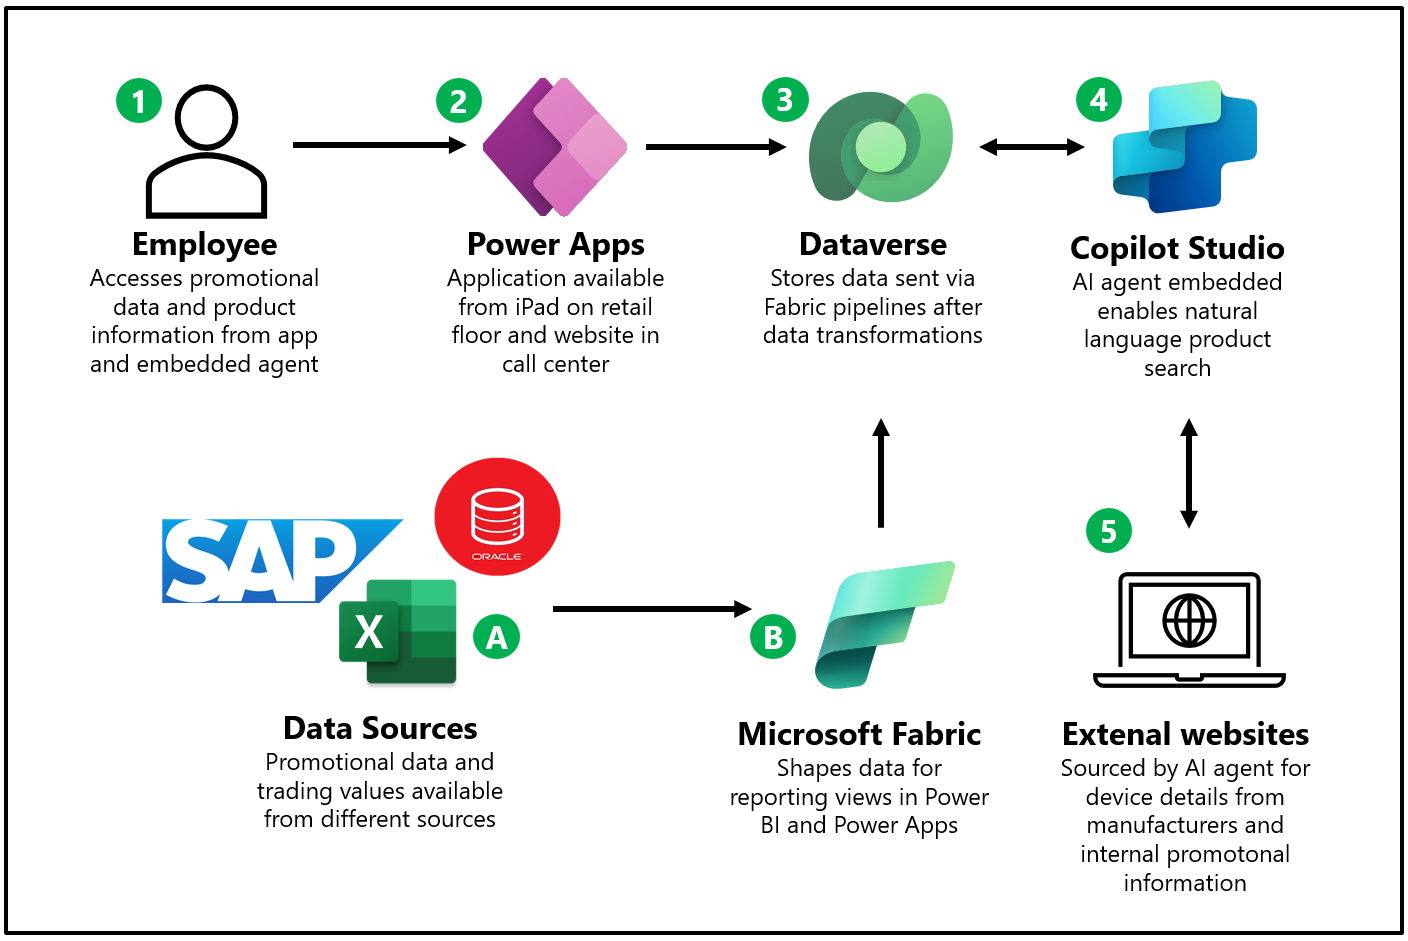 1
Employee
Accesses promotional
data and product
information from app
and embedded agent
2
Power Apps
Application available
from iPad on retail
floor and website in
call center
3
Dataverse
Stores data sent via
Fabric pipelines after
data transformations
4
Copilot Studio
AI agent embedded
enables natural
language product
search
SAP
ORACLE
X
A
Data Sources
Promotional data and
trading values available
from different sources
B
Microsoft Fabric
Shapes data for
reporting views in Power
BI and Power Apps
5
Extenal websites
Sourced by AI agent for
device details from
manufacturers and
internal promotonal
information